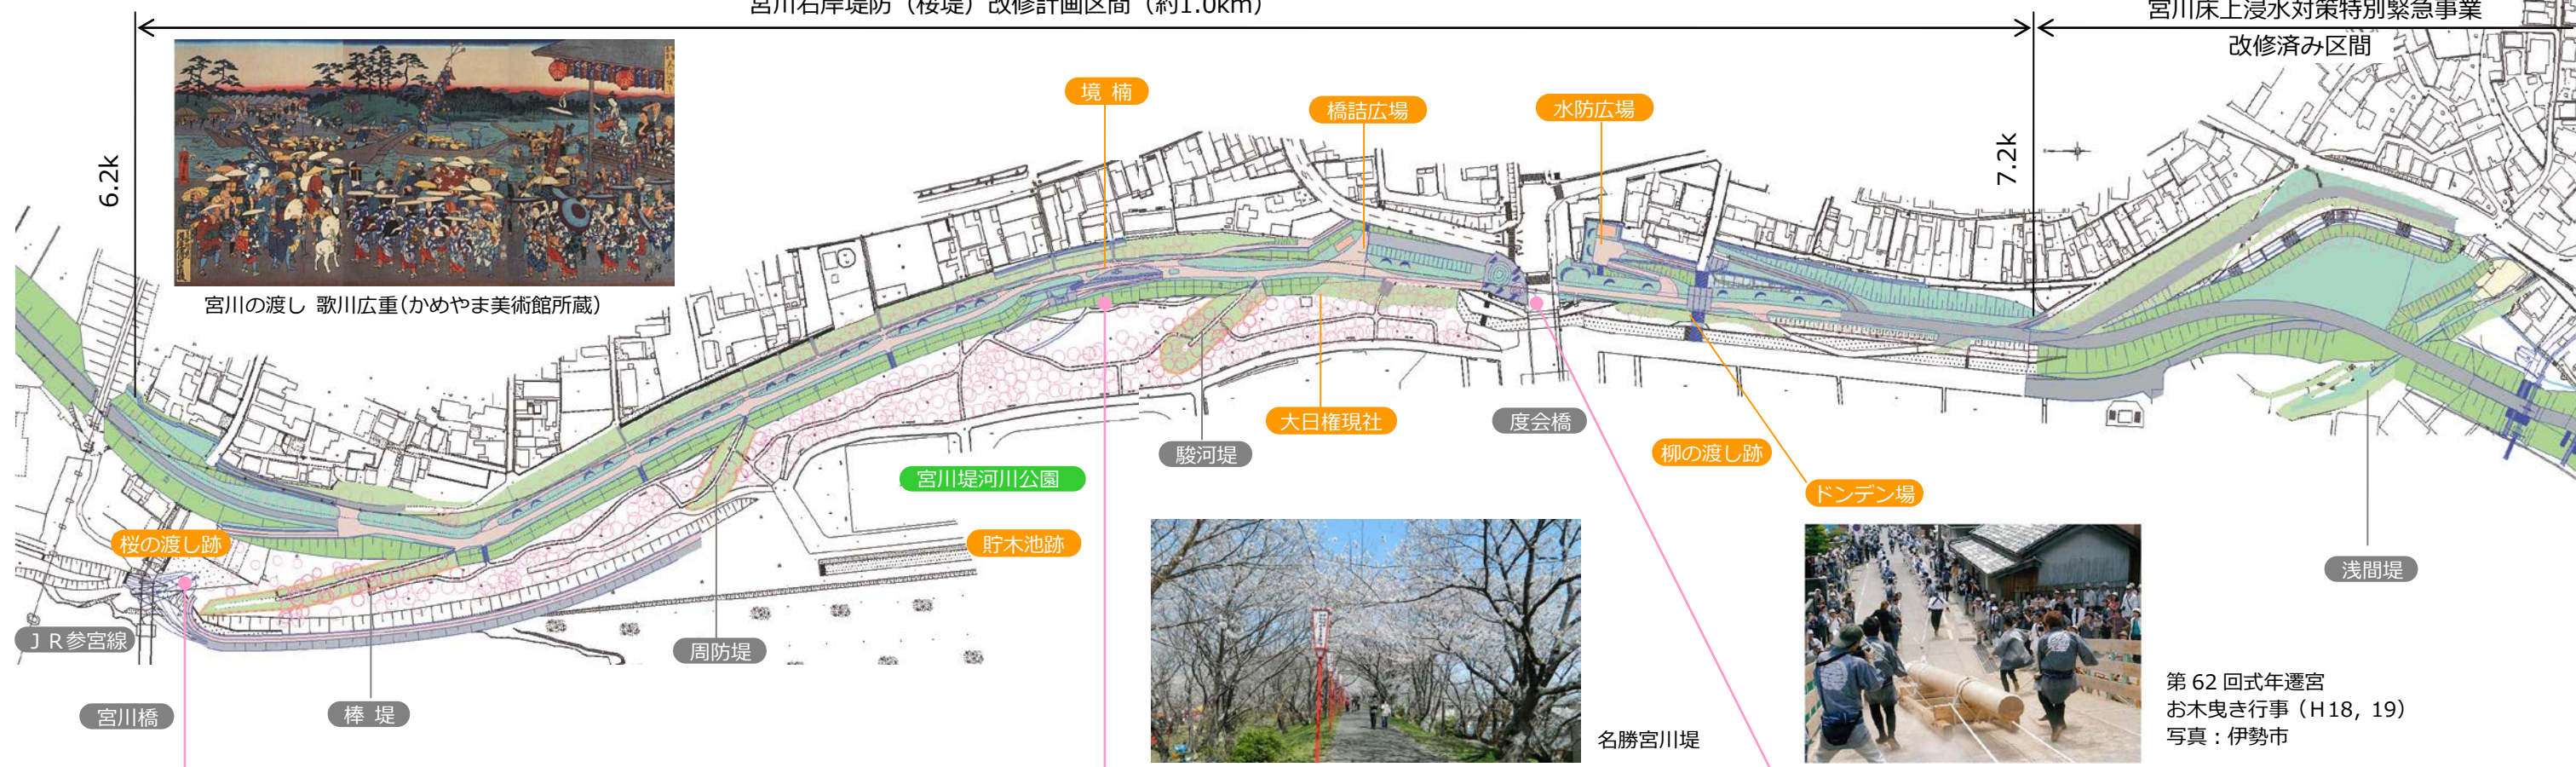 宮川右岸堤防（桜堤）改修計画区間（約1.0km）
宮川床上浸水対策特別緊急事業
改修済み区間
6.2k
7.2k
境 楠
橋詰広場
水防広場
宮川の渡し 歌川広重（かめやま美術館所蔵）
大日権現社
度会橋
駿河堤
柳の渡し跡
宮川堤河川公園
ドンデン場
桜の渡し跡
貯木池跡
浅間堤
ＪＲ参宮線
周防堤
宮川橋
棒 堤
名勝宮川堤
第 62 回式年遷宮
お木曳き行事（Ｈ18，19）
写真：伊勢市